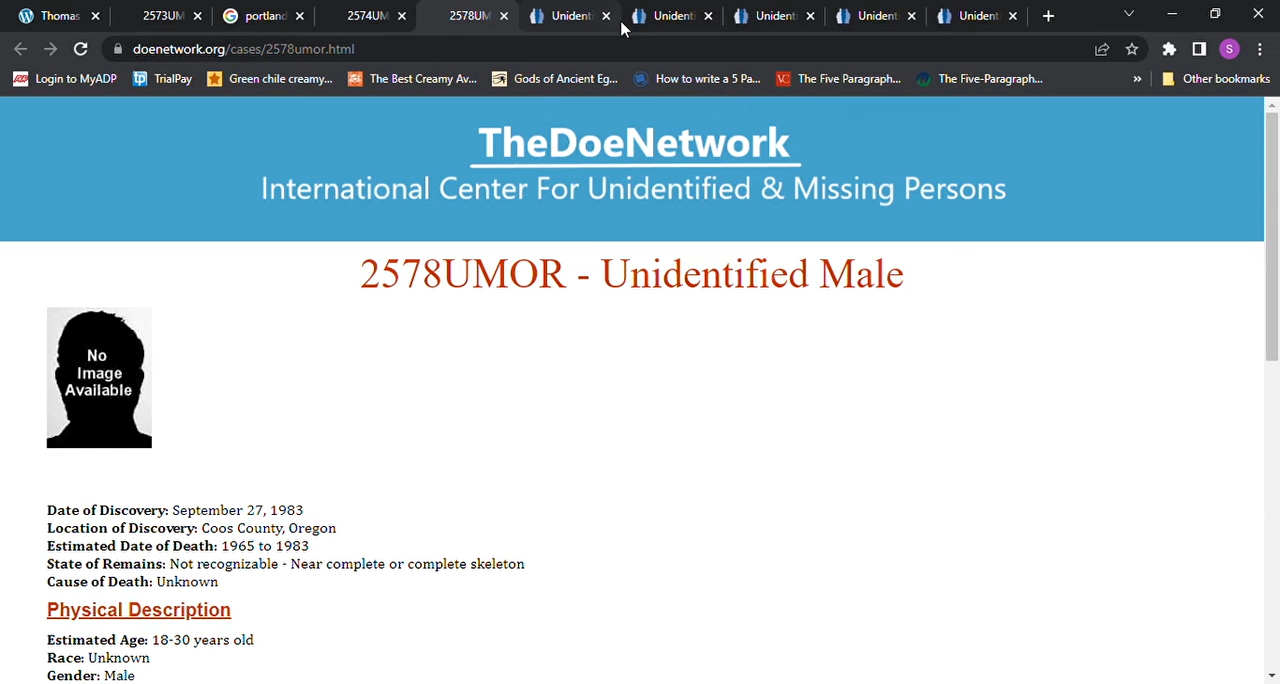 Thomas
2573UM
portland
2574UM
2578UM
Unidenti
Unidenti
Unidenti
Unidenti
Unidenti
doenetwork.org/cases/2578umor.html
S
Login to MyADP
TrialPay
Green chile creamy...
The Best Creamy Av...
Gods of Ancient Eg...
How to write a 5 Pa...
The Five Paragraph...
The Five-Paragraph...
»
Other bookmarks
TheDoeNetwork
International Center For Unidentified & Missing Persons
2578UMOR - Unidentified Male
No
Image
Available
Date of Discovery: September 27, 1983
Location of Discovery: Coos County, Oregon
Estimated Date of Death: 1965 to 1983
State of Remains: Not recognizable - Near complete or complete skeleton
Cause of Death: Unknown
Physical Description
Estimated Age: 18-30 years old
Race: Unknown
Gender: Male